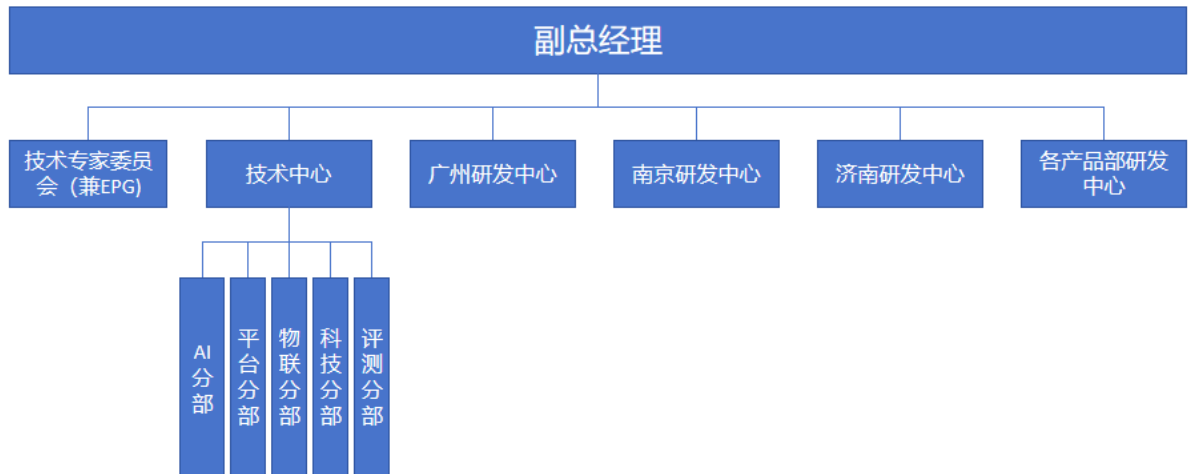 副总经理
技术专家委员
会（兼EPG)
技术中心
广州研发中心
南京研发中心
济南研发中心
各产品部研发
中心
AI分部
平台分部
物联分部
科技分部
评测分部